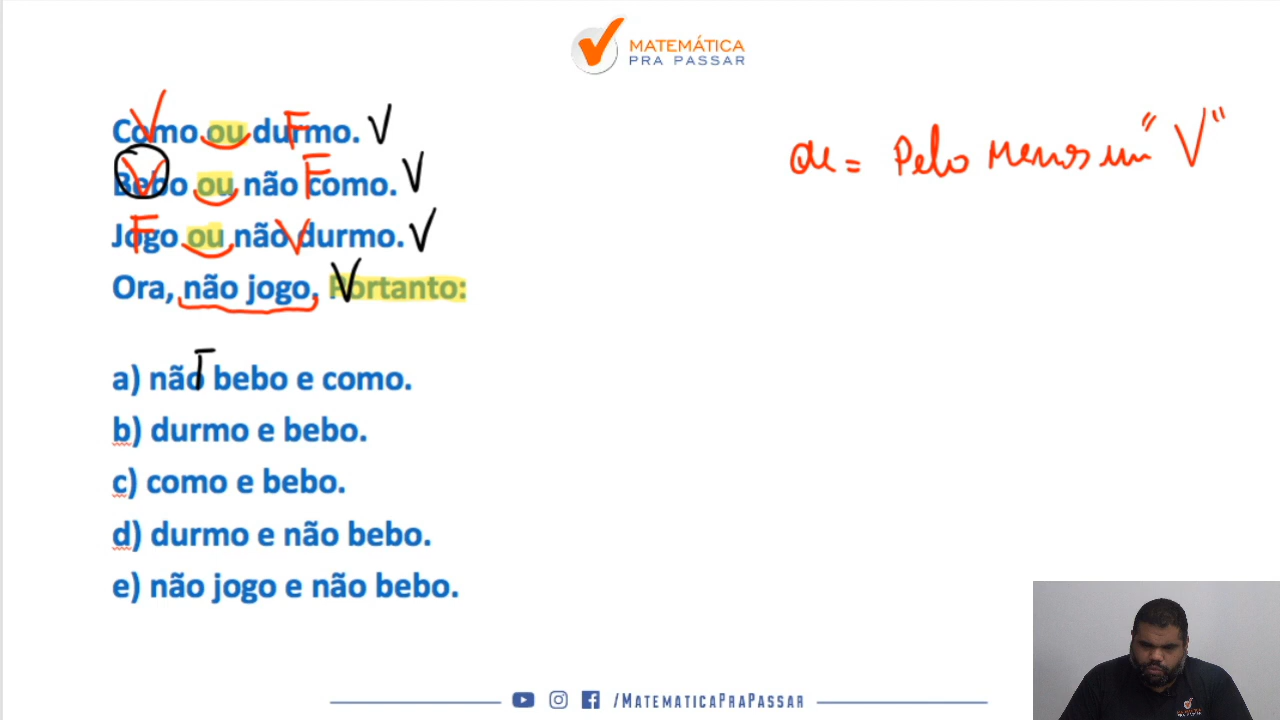 MATEMÁTICA
PRA PASSAR
V F
Como ou durmo. V
V F
Bebo ou não como. V
F V
Jogo ou não durmo. V
Ora, não jogo. V Portanto:
ou = Pelo Menos um "V"
F
a) não bebo e como.
b) durmo e bebo.
c) como e bebo.
d) durmo e não bebo.
e) não jogo e não bebo.
/MATEMATICAPRAPASSAR